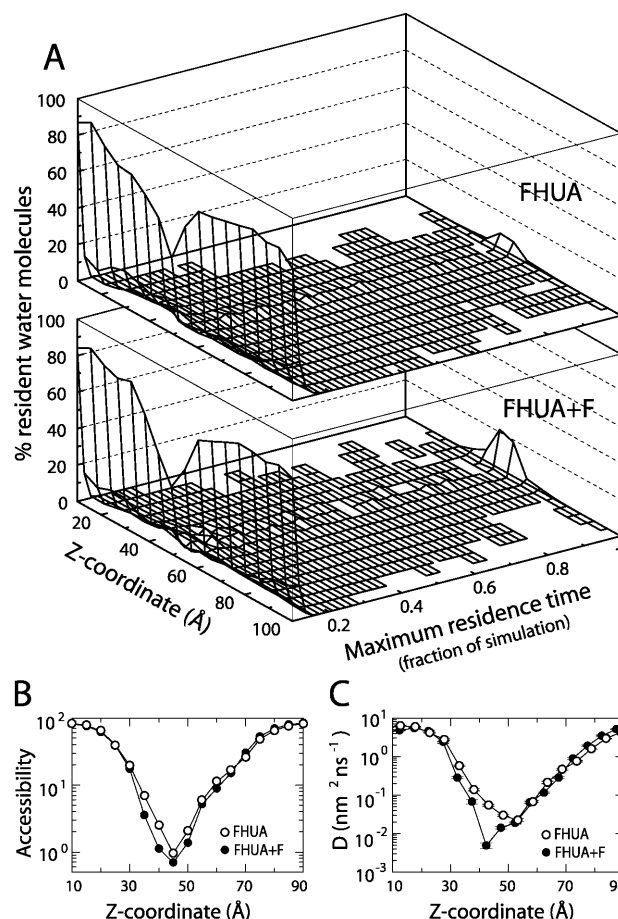 A
100
80
60
40
20
0
FHUA
100
80
60
40
20
0
FHUA+F
% resident water molecules
20
40
60
80
100
Z-coordinate (Å)
0.2
0.4
0.6
0.8
Maximum residence time
(fraction of simulation)
B
10²
10¹
10⁰
Accessibility
FHUA
FHUA+F
10 30 50 70 90
Z-coordinate (Å)
C
10¹
10⁰
10⁻¹
10⁻²
10⁻³
D (nm² ns⁻¹)
FHUA
FHUA+F
10 30 50 70 90
Z-coordinate (Å)